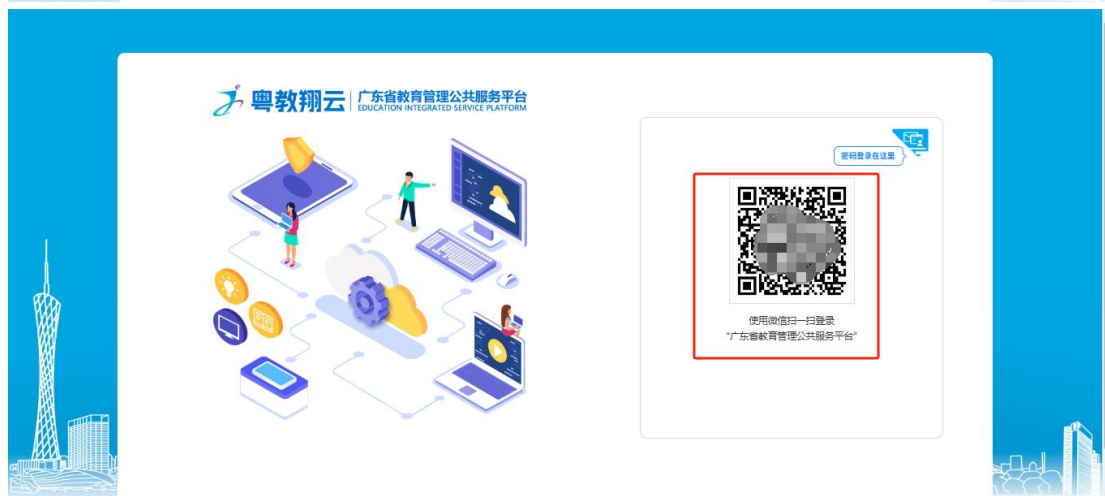 粤教翔云
广东省教育管理公共服务平台
EDUCATION INTEGRATED SERVICE PLATFORM
密码登录在这里
使用微信扫一扫登录
“广东省教育管理公共服务平台”